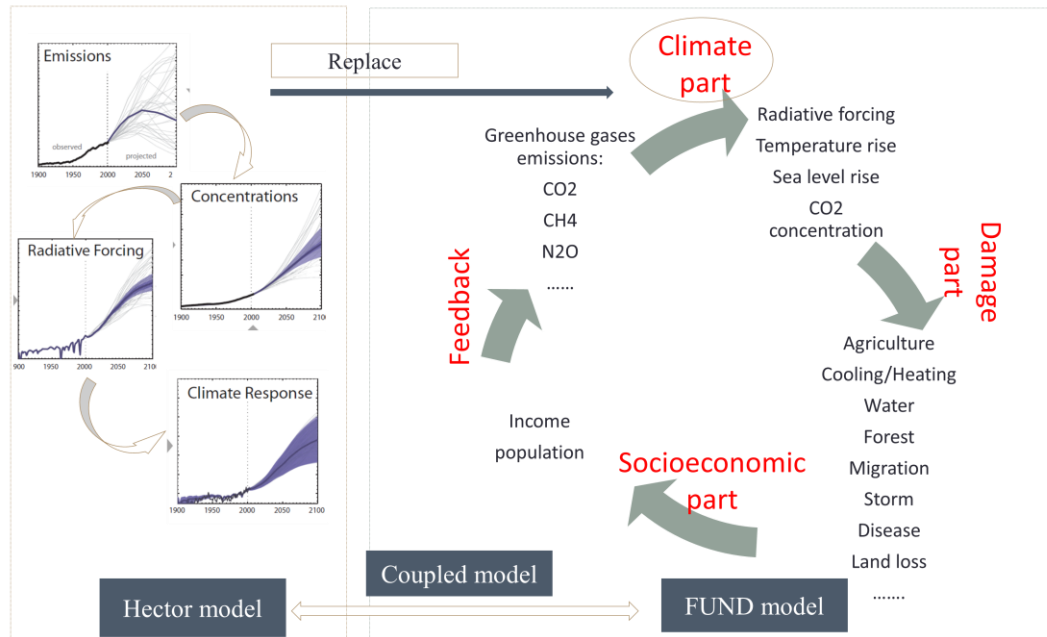 Emissions
observed
projected
1900
1950
2000
2050
2
Concentrations
1900
1950
2000
2050
2100
Radiative Forcing
900
1950
2000
2050
2100
Climate Response
1900
1950
2000
2050
2100
Hector model
Replace
Coupled model
Climate
part
Greenhouse gases
emissions:
CO2
CH4
N2O
......
Radiative forcing
Temperature rise
Sea level rise
CO2
concentration
Damage
part
Agriculture
Cooling/Heating
Water
Forest
Migration
Storm
Disease
Land loss
.......
Socioeconomic
part
Income
population
Feedback
FUND model